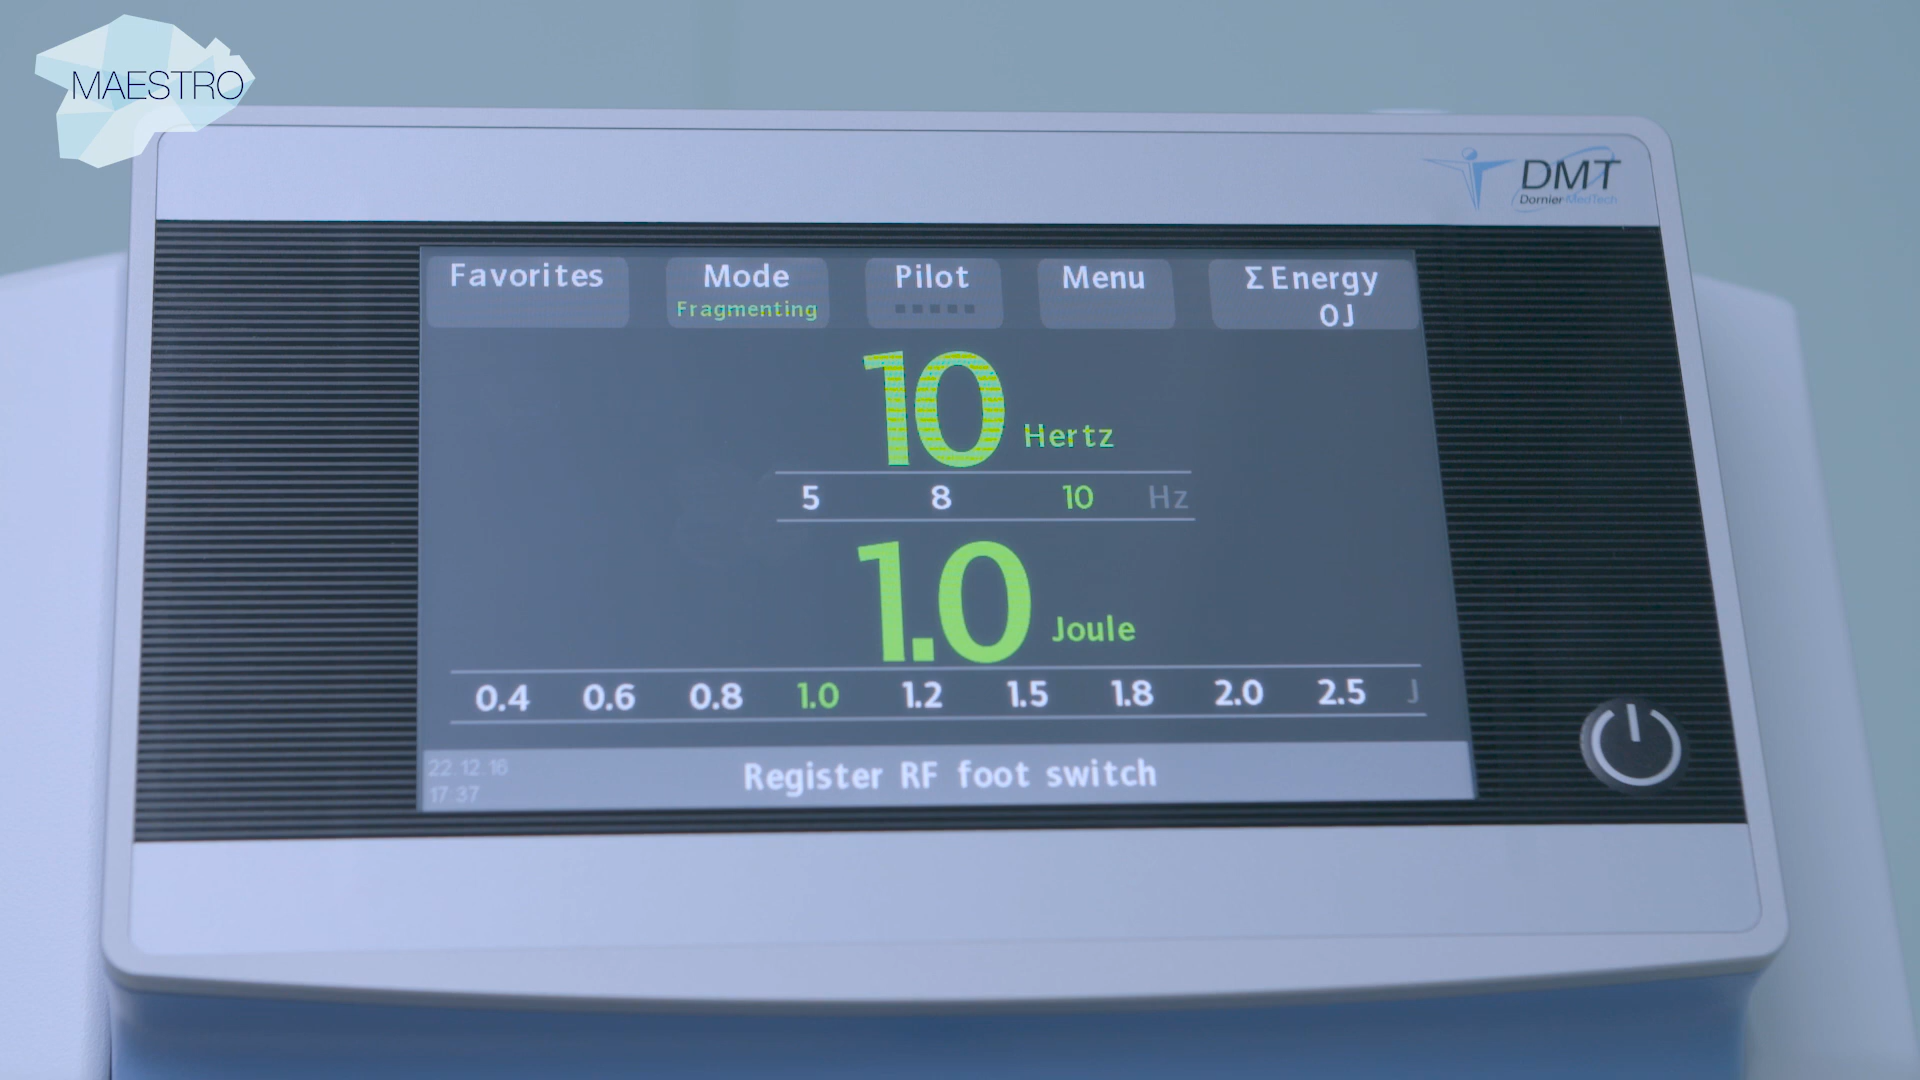 MAESTRO
DMT
Dornier MedTech
Favorites
Mode
Fragmenting
Pilot
Menu
Σ Energy
0J
10 Hertz
5 8 10 Hz
1.0 Joule
0.4 0.6 0.8 1.0 1.2 1.5 1.8 2.0 2.5 J
22.12.16
17:37
Register RF foot switch